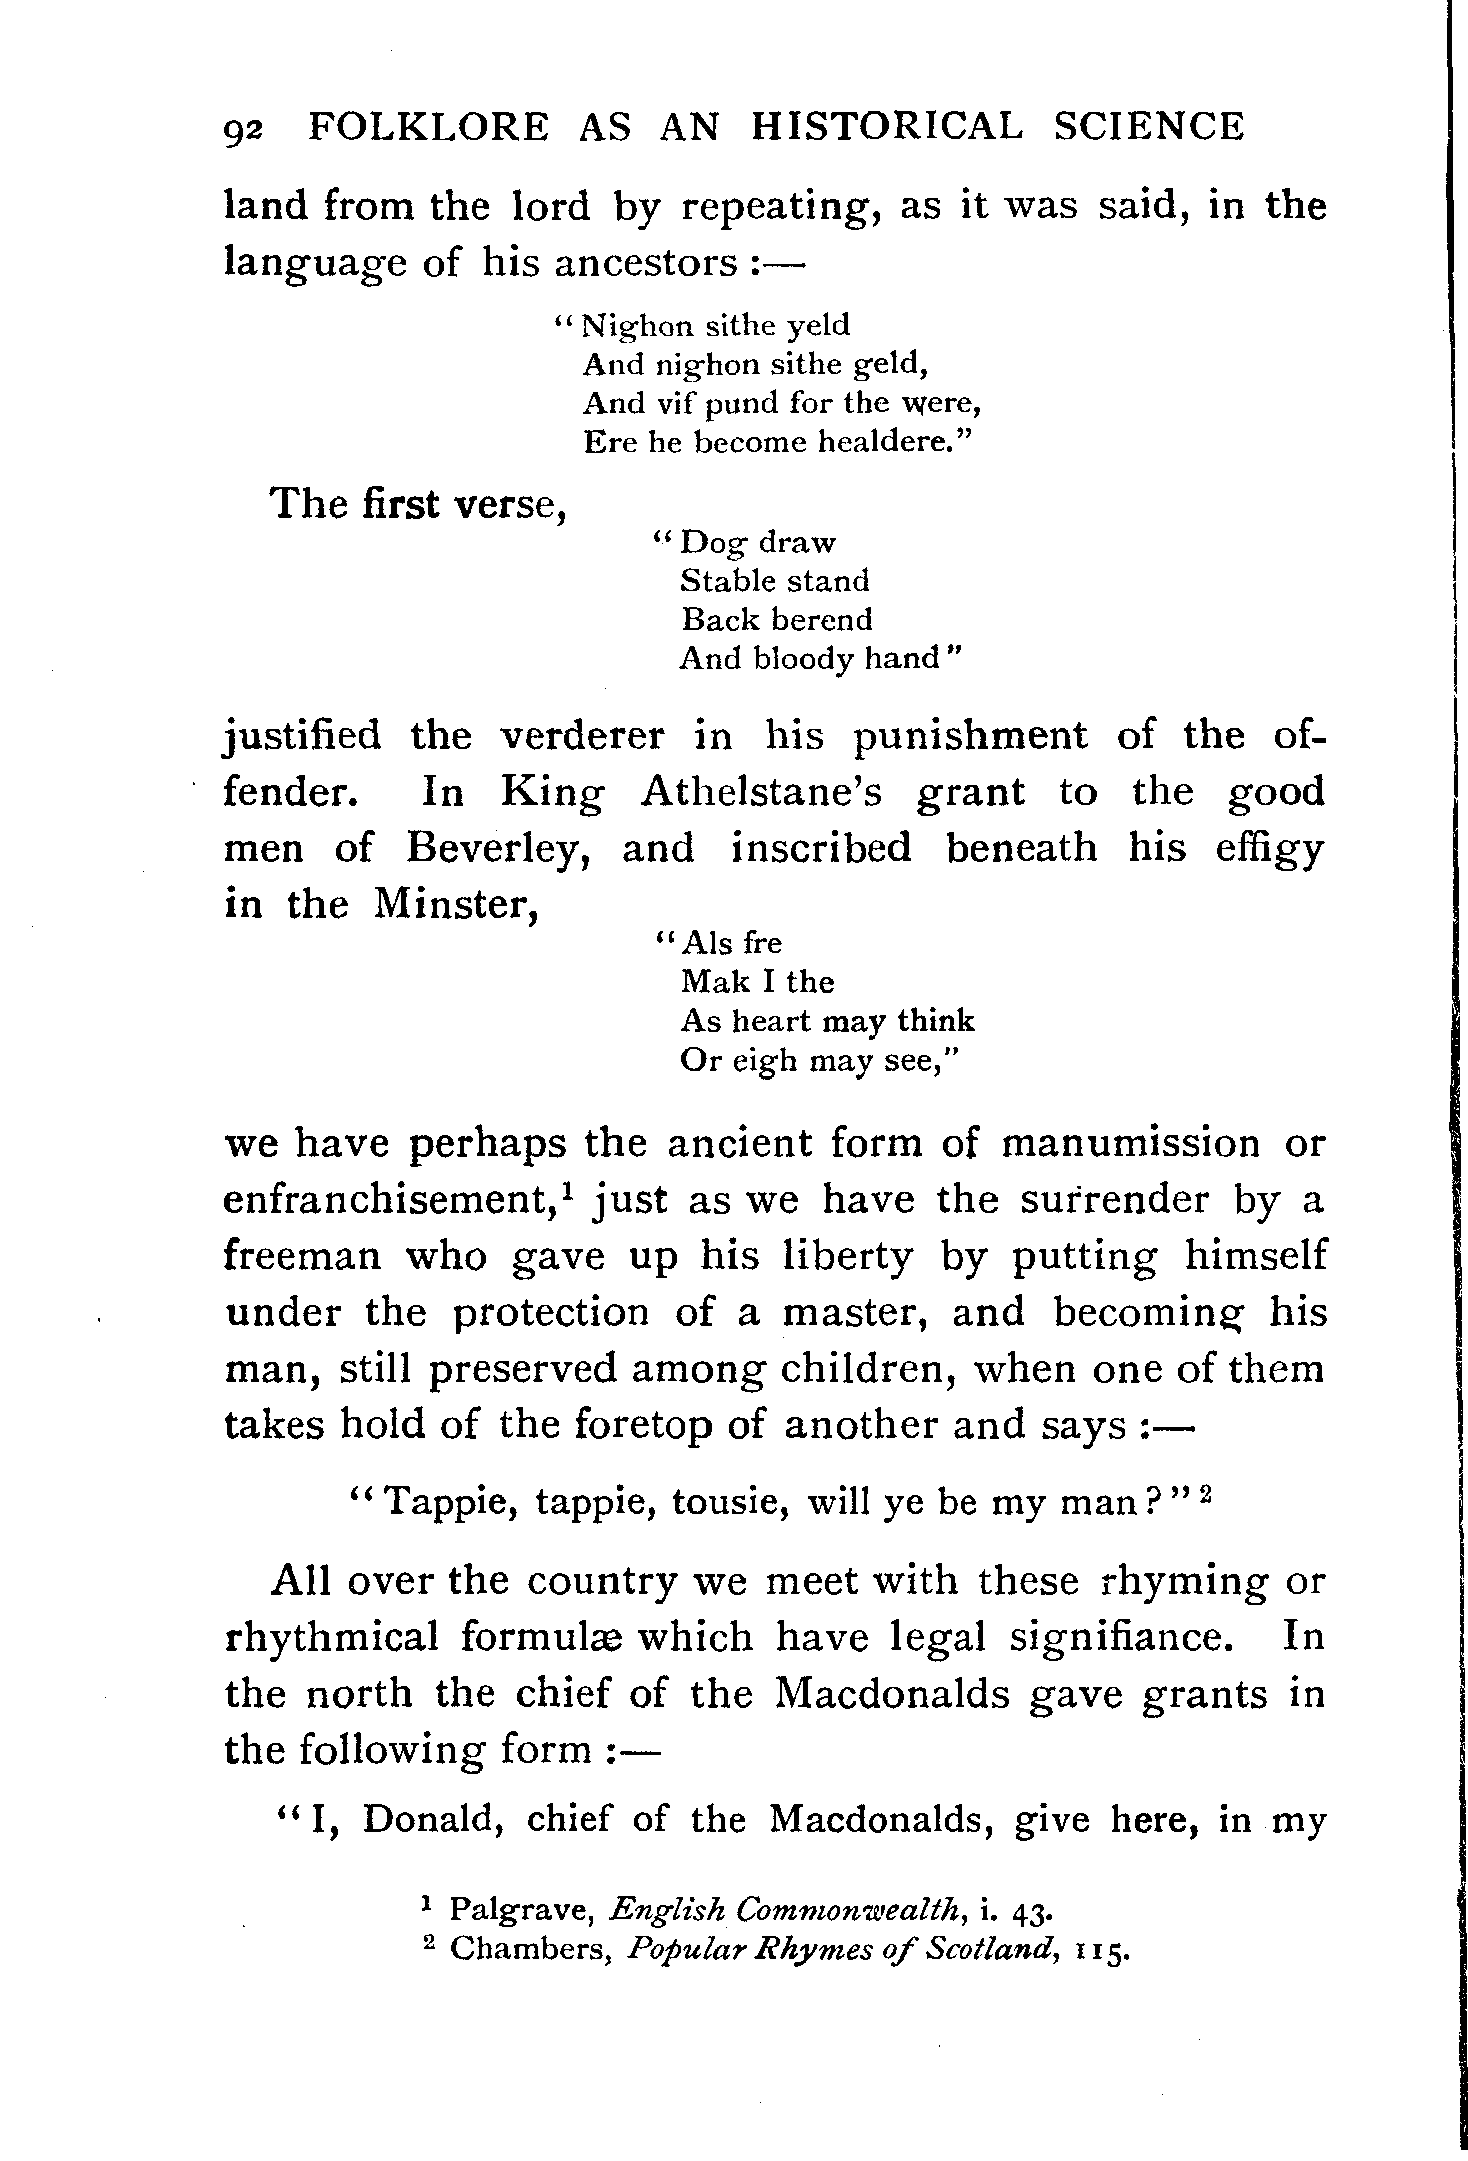 92 FOLKLORE AS AN HISTORICAL SCIENCE
land from the lord by repeating, as it was said, in the
language of his ancestors :—
“ Nighon sithe yeld
And nighon sithe geld,
And vif pund for the were,
Ere he become healdere.”
The first verse,
“ Dog draw
Stable stand
Back berend
And bloody hand ”
justified the verderer in his punishment of the of-
fender. In King Athelstane’s grant to the good
men of Beverley, and inscribed beneath his effigy
in the Minster,
“ Als fre
Mak I the
As heart may think
Or eigh may see,”
we have perhaps the ancient form of manumission or
enfranchisement,¹ just as we have the surrender by a
freeman who gave up his liberty by putting himself
under the protection of a master, and becoming his
man, still preserved among children, when one of them
takes hold of the foretop of another and says :—
“ Tappie, tappie, tousie, will ye be my man ? ” ²
All over the country we meet with these rhyming or
rhythmical formulæ which have legal signifiance. In
the north the chief of the Macdonalds gave grants in
the following form :—
“ I, Donald, chief of the Macdonalds, give here, in my
¹ Palgrave, English Commonwealth, i. 43.
² Chambers, Popular Rhymes of Scotland, 115.